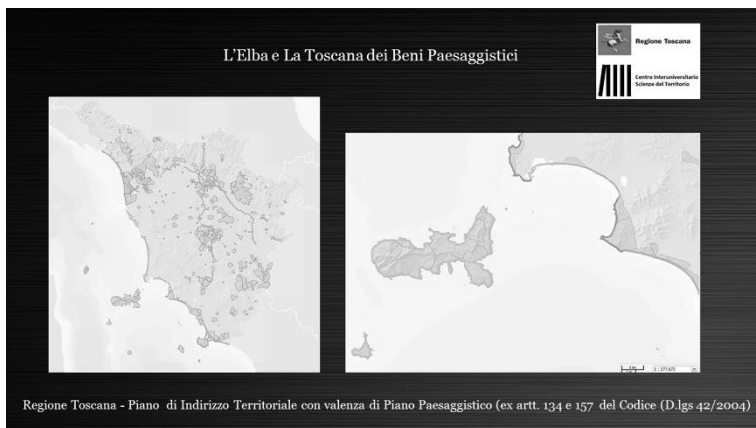 L'Elba e La Toscana dei Beni Paesaggistici
Regione Toscana
Centro Interuniversitario
Scienze del Territorio
Regione Toscana - Piano di Indirizzo Territoriale con valenza di Piano Paesaggistico (ex artt. 134 e 157 del Codice (D.lgs 42/2004)